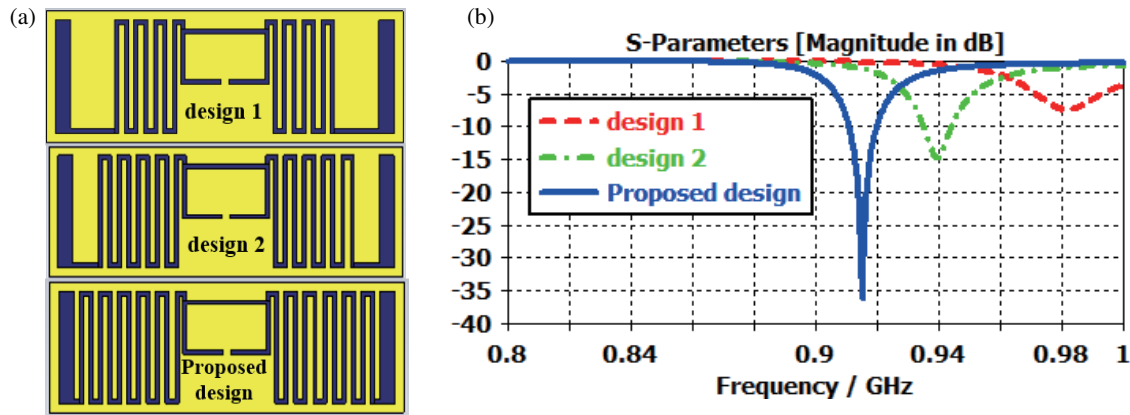 (a)
design 1
design 2
Proposed
design
(b)
S-Parameters [Magnitude in dB]
0
-5
-10
-15
-20
-25
-30
-35
-40
design 1
design 2
Proposed design
0.8 0.84 0.9 0.94 0.98 1
Frequency / GHz